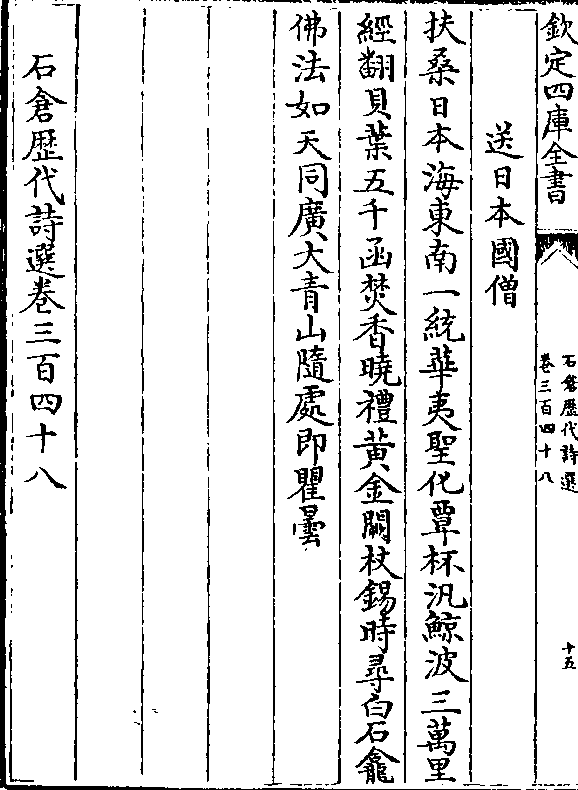 欽定四庫全書
石倉歷代詩選
卷三百四十八
十五
送日本國僧
扶桑日本海東南一統華夷聖化覃杯汎鯨波三萬里
經翻貝葉五千函焚香曉禮黃金闕杖錫時尋白石龕
佛法如天同廣大青山隨處即瞿曇
石倉歷代詩選卷三百四十八